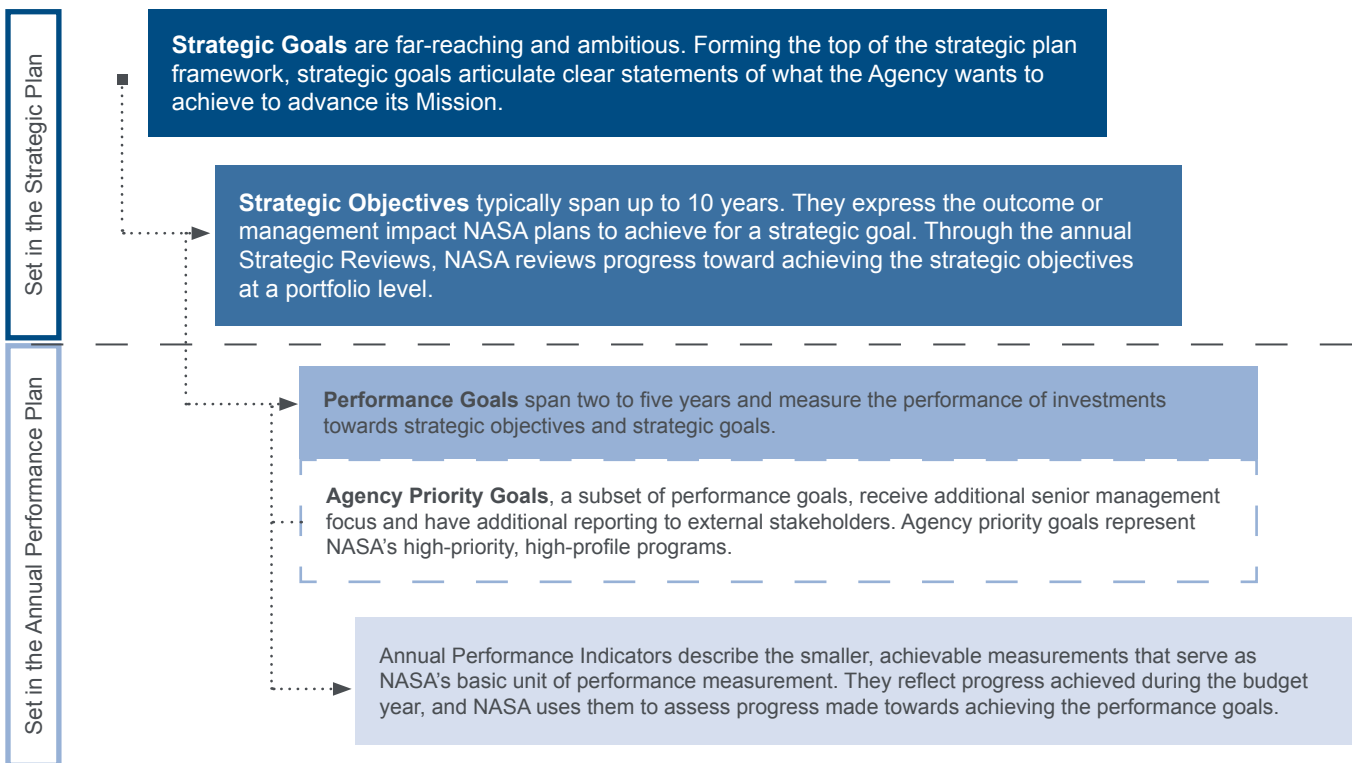 Set in the Strategic Plan
Strategic Goals are far-reaching and ambitious. Forming the top of the strategic plan
framework, strategic goals articulate clear statements of what the Agency wants to
achieve to advance its Mission.
Strategic Objectives typically span up to 10 years. They express the outcome or
management impact NASA plans to achieve for a strategic goal. Through the annual
Strategic Reviews, NASA reviews progress toward achieving the strategic objectives
at a portfolio level.
Set in the Annual Performance Plan
Performance Goals span two to five years and measure the performance of investments
towards strategic objectives and strategic goals.
Agency Priority Goals, a subset of performance goals, receive additional senior management
focus and have additional reporting to external stakeholders. Agency priority goals represent
NASA's high-priority, high-profile programs.
Annual Performance Indicators describe the smaller, achievable measurements that serve as
NASA's basic unit of performance measurement. They reflect progress achieved during the budget
year, and NASA uses them to assess progress made towards achieving the performance goals.